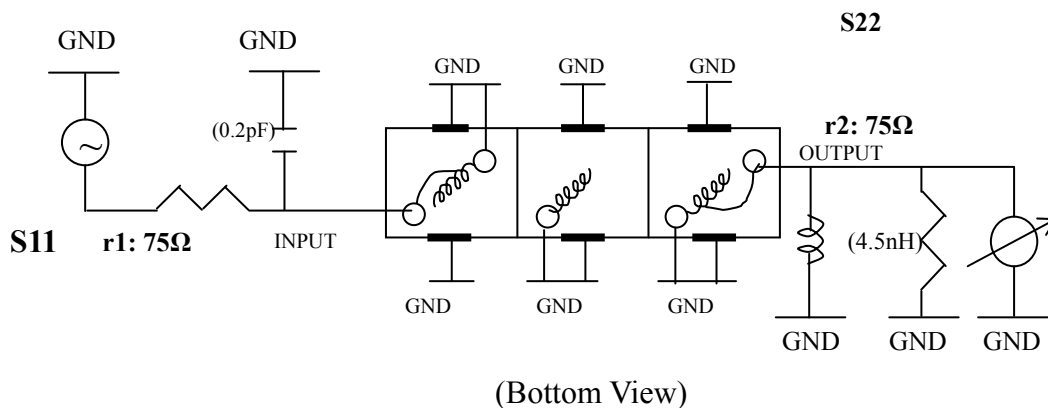 S22
GND
GND
GND
GND
GND
(0.2pF)
r2: 75Ω
OUTPUT
S11
r1: 75Ω
INPUT
(4.5nH)
GND
GND
GND
GND
GND
GND
(Bottom View)